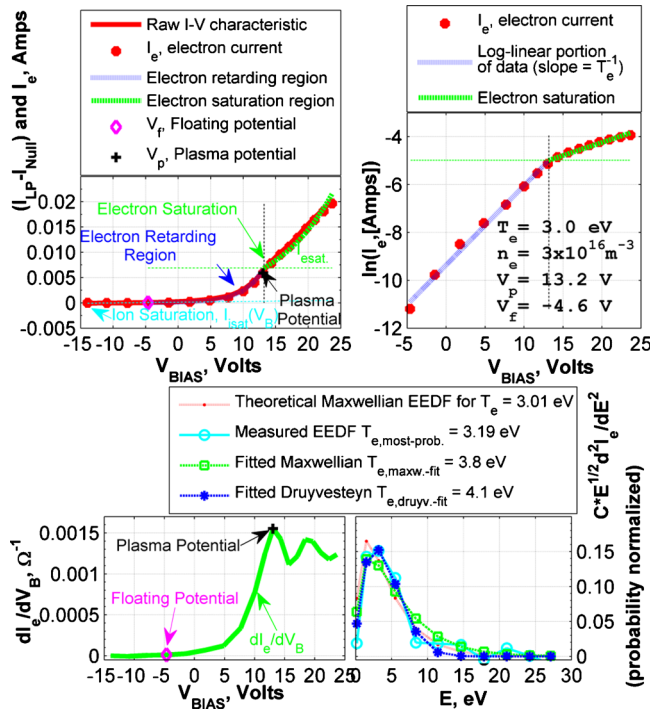 Raw I-V characteristic
I_e, electron current
Electron retarding region
Electron saturation region
V_f, Floating potential
V_p, Plasma potential
(I_LP-I_Null) and I_e, Amps
0.02
0.015
0.010
0.005
0
-0.005
Electron Saturation
I_esat.
Electron Retarding
Region
Plasma
Potential
Ion Saturation, I_isat(V_B)
-15 -10 -5 0 5 10 15 20 25
V_BIAS, Volts
I_e, electron current
Log-linear portion
of data (slope = T_e^-1)
Electron saturation
ln(I_e,[Amps])
-4
-6
-8
-10
-12
T_e = 3.0 eV
n_e = 3x10^16 m^-3
V_p = 13.2 V
V_f = -4.6 V
-5 0 5 10 15 20 25
V_BIAS, Volts
Theoretical Maxwellian EEDF for T_e = 3.01 eV
Measured EEDF T_e,most-prob. = 3.19 eV
Fitted Maxwellian T_e,maxw.-fit = 3.8 eV
Fitted Druyvesteyn T_e,druyv.-fit = 4.1 eV
dI_e/dV_B, Ω^-1
0.0015
0.001
0.0005
0
Plasma Potential
Floating Potential
dI_e/dV_B
-15 -10 -5 0 5 10 15 20 25
V_BIAS, Volts
C*E^1/2d^2I_e/dE^2
(probability normalized)
0.15
0.10
0.05
0
0 5 10 15 20 25 30
E, eV